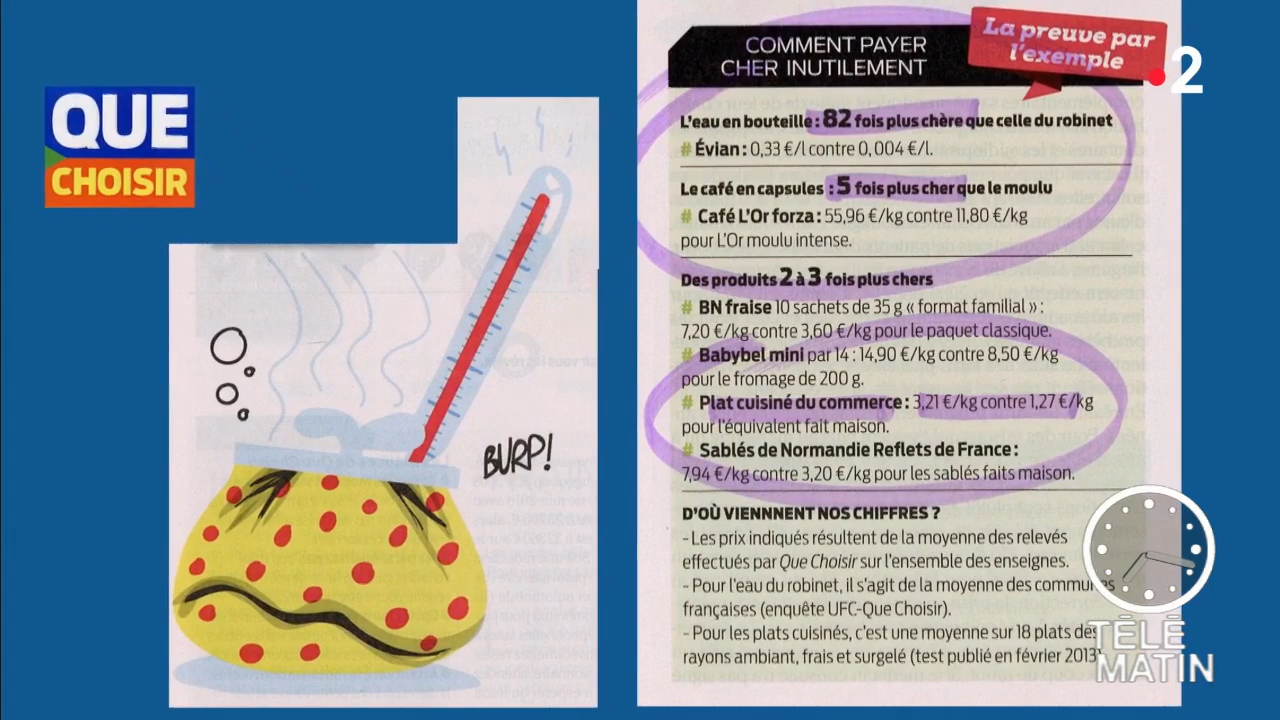 QUE
CHOISIR
BURP!
La preuve par
l'exemple
2
COMMENT PAYER
CHER INUTILEMENT
L'eau en bouteille : 82 fois plus chère que celle du robinet
# Évian : 0,33 €/l contre 0,004 €/l.
Le café en capsules : 5 fois plus cher que le moulu
# Café L'Or forza : 55,96 €/kg contre 11,80 €/kg
pour L'Or moulu intense.
Des produits 2 à 3 fois plus chers
# BN fraise 10 sachets de 35 g « format familial » :
7,20 €/kg contre 3,60 €/kg pour le paquet classique.
# Babybel mini par 14 : 14,90 €/kg contre 8,50 €/kg
pour le fromage de 200 g.
# Plat cuisiné du commerce : 3,21 €/kg contre 1,27 €/kg
pour l'équivalent fait maison.
# Sablés de Normandie Reflets de France :
7,94 €/kg contre 3,20 €/kg pour les sablés faits maison.
D'OÙ VIENNNENT NOS CHIFFRES ?
- Les prix indiqués résultent de la moyenne des relevés
effectués par Que Choisir sur l'ensemble des enseignes.
- Pour l'eau du robinet, il s'agit de la moyenne des communes
françaises (enquête UFC-Que Choisir).
- Pour les plats cuisinés, c'est une moyenne sur 18 plats des
rayons ambiant, frais et surgelé (test publié en février 2013).
TÉLÉ
MATIN